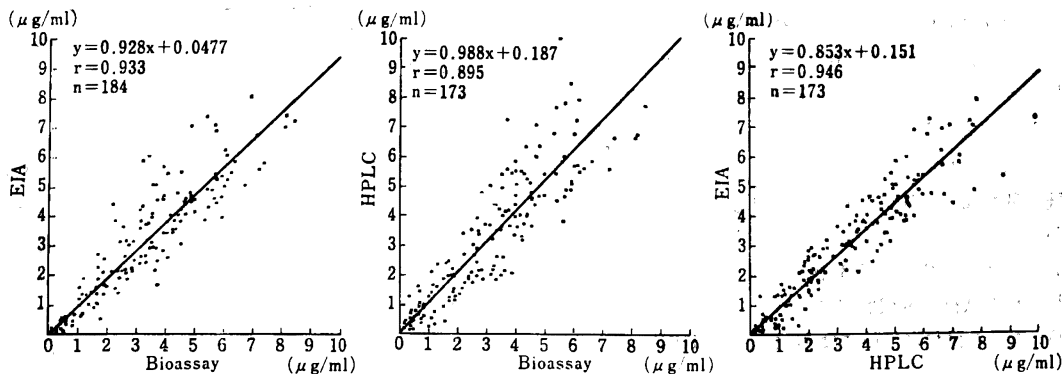 (μg/ml)
y=0.928x+0.0477
r=0.933
n=184
10
9
8
7
6
5
4
3
2
1
EIA
0 1 2 3 4 5 6 7 8 9 10
Bioassay
(μg/ml)
(μg/ml)
y=0.988x+0.187
r=0.895
n=173
10
9
8
7
6
5
4
3
2
1
HPLC
0 1 2 3 4 5 6 7 8 9 10
Bioassay
(μg/ml)
(μg/ml)
y=0.853x+0.151
r=0.946
n=173
10
9
8
7
6
5
4
3
2
1
EIA
0 1 2 3 4 5 6 7 8 9 10
HPLC
(μg/ml)